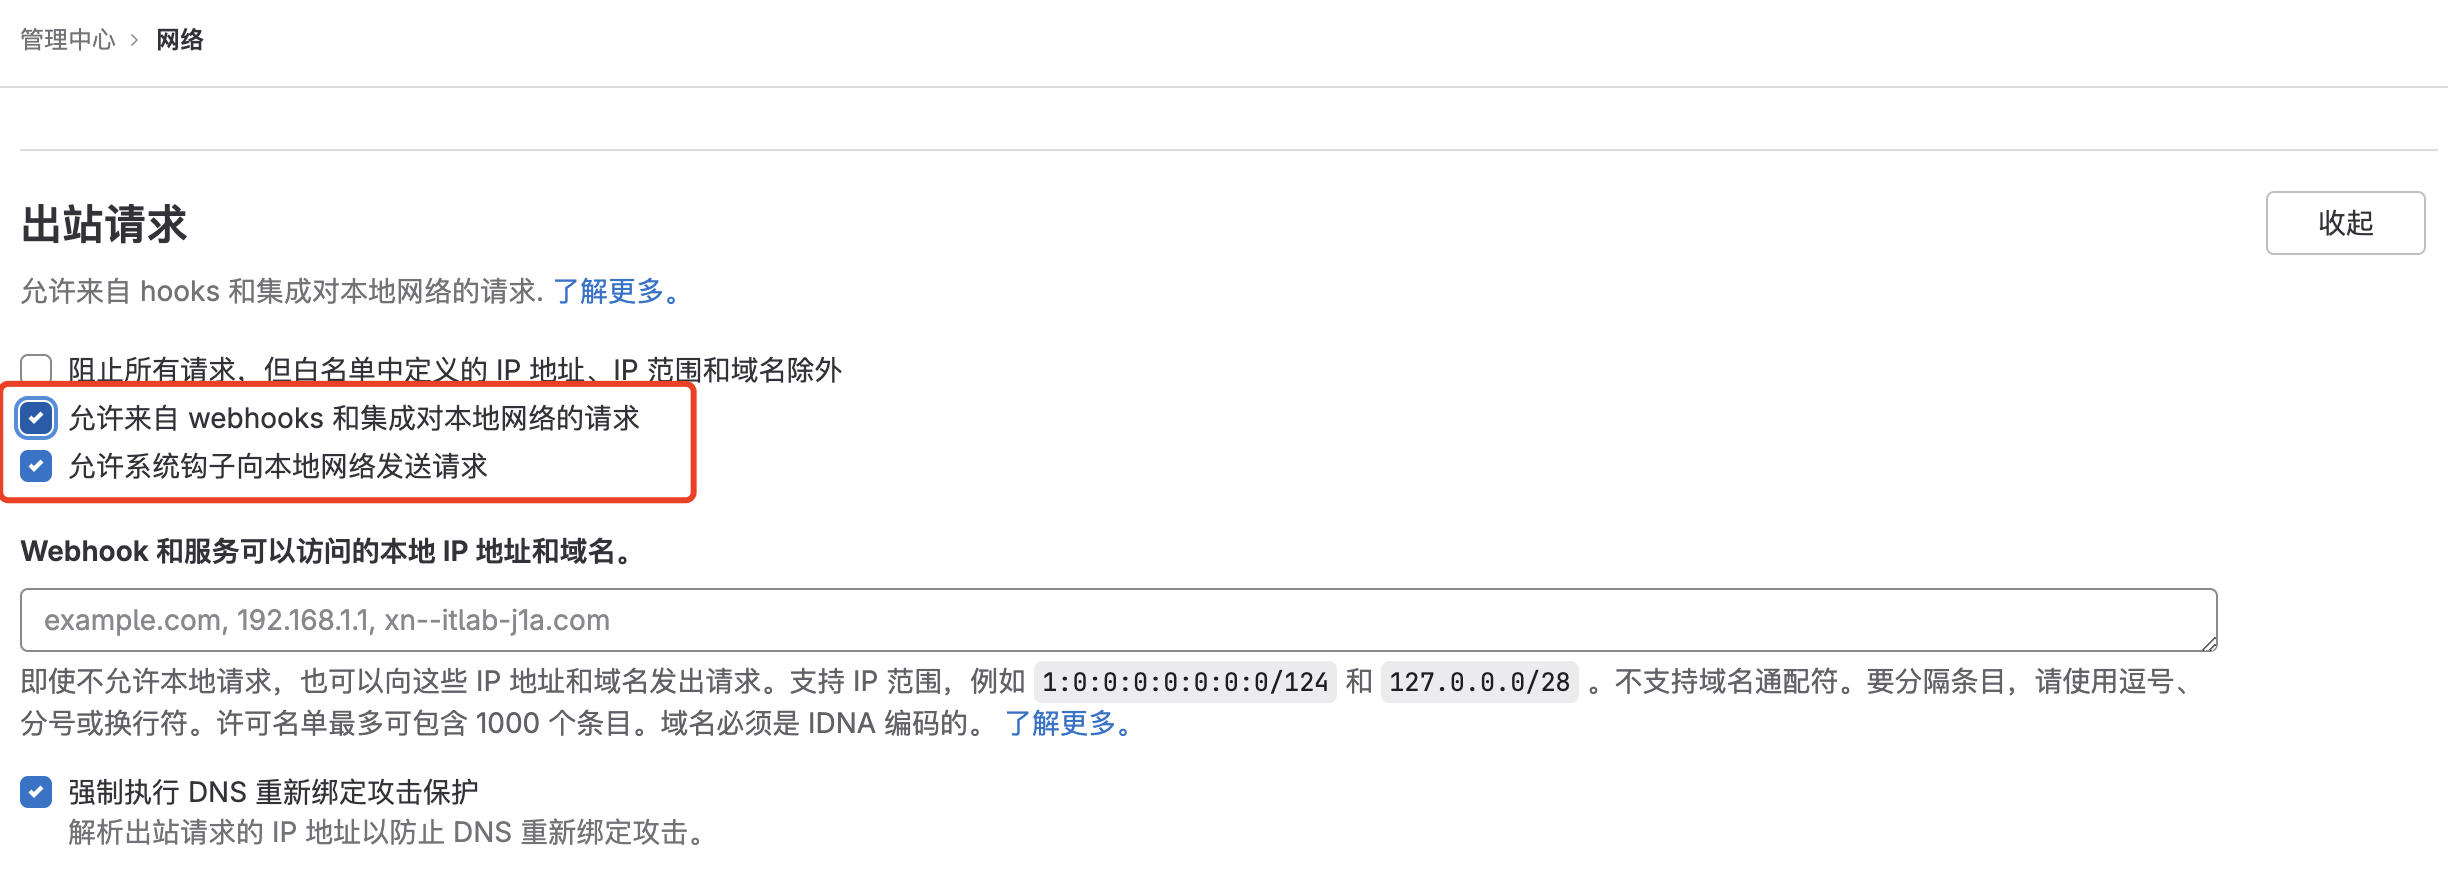 管理中心 › 网络
出站请求
收起
允许来自 hooks 和集成对本地网络的请求. 了解更多。
阻止所有请求，但白名单中定义的 IP 地址、IP 范围和域名除外
允许来自 webhooks 和集成对本地网络的请求
允许系统钩子向本地网络发送请求
Webhook 和服务可以访问的本地 IP 地址和域名。
example.com, 192.168.1.1, xn--itlab-j1a.com
即使不允许本地请求，也可以向这些 IP 地址和域名发出请求。支持 IP 范围，例如 1:0:0:0:0:0:0:0/124 和 127.0.0.0/28 。不支持域名通配符。要分隔条目，请使用逗号、
分号或换行符。许可名单最多可包含 1000 个条目。域名必须是 IDNA 编码的。 了解更多。
强制执行 DNS 重新绑定攻击保护
解析出站请求的 IP 地址以防止 DNS 重新绑定攻击。